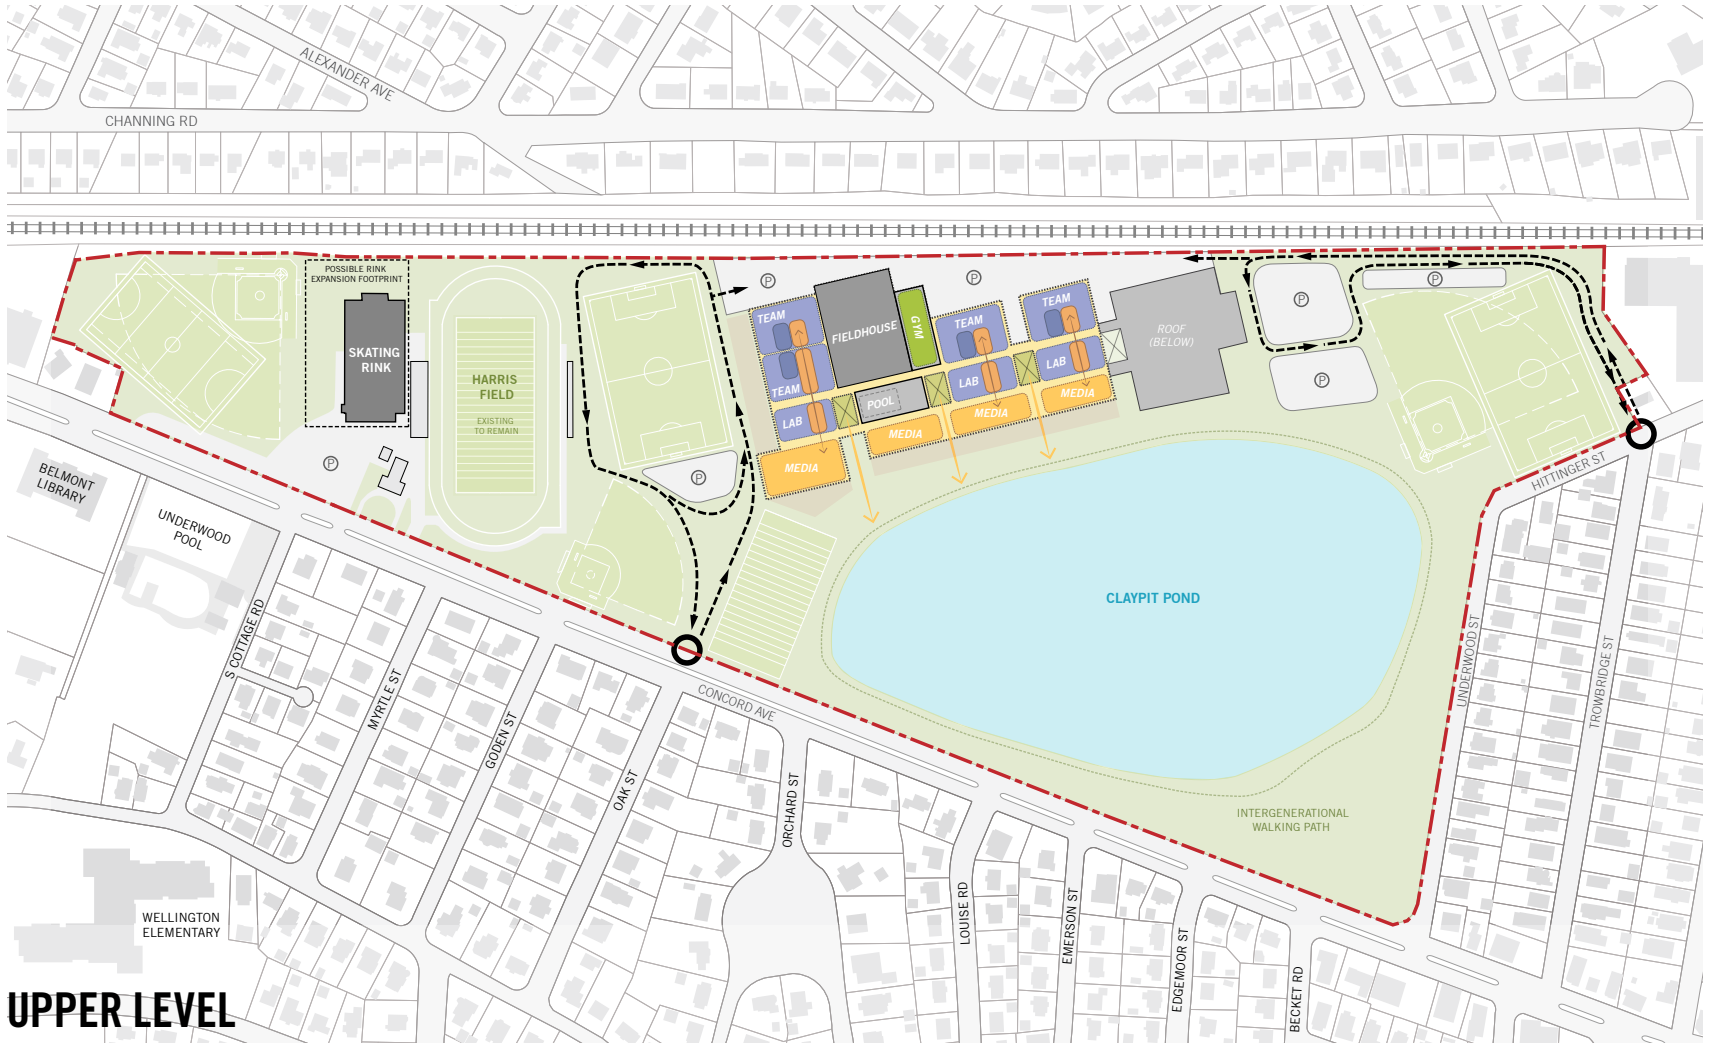 ALEXANDER AVE
CHANNING RD
POSSIBLE RINK
EXPANSION FOOTPRINT
SKATING
RINK
HARRIS
FIELD
EXISTING
TO REMAIN
P
P
P
P
P
P
P
TEAM
TEAM
LAB
MEDIA
FIELDHOUSE
GYM
POOL
MEDIA
TEAM
LAB
MEDIA
TEAM
LAB
MEDIA
ROOF
(BELOW)
CLAYPIT POND
INTERGENERATIONAL
WALKING PATH
HITTINGER ST
UNDERWOOD ST
TROWBRIDGE ST
BELMONT
LIBRARY
UNDERWOOD
POOL
S COTTAGE RD
MYRTLE ST
GODEN ST
OAK ST
CONCORD AVE
ORCHARD ST
LOUISE RD
EMERSON ST
EDGEMOOR ST
BECKET RD
WELLINGTON
ELEMENTARY
UPPER LEVEL